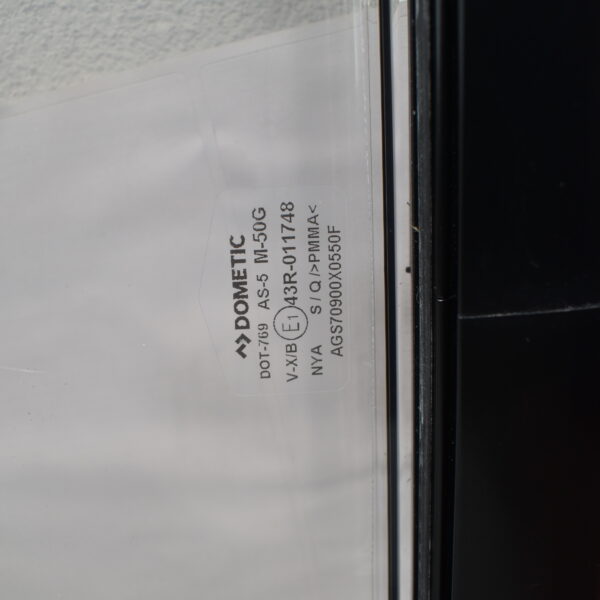 DOMETIC
DOT-769 AS-5 M-50G
V-X/B E1 43R-011748
NYA S/Q/>PMMA<
AGS70900X0550F